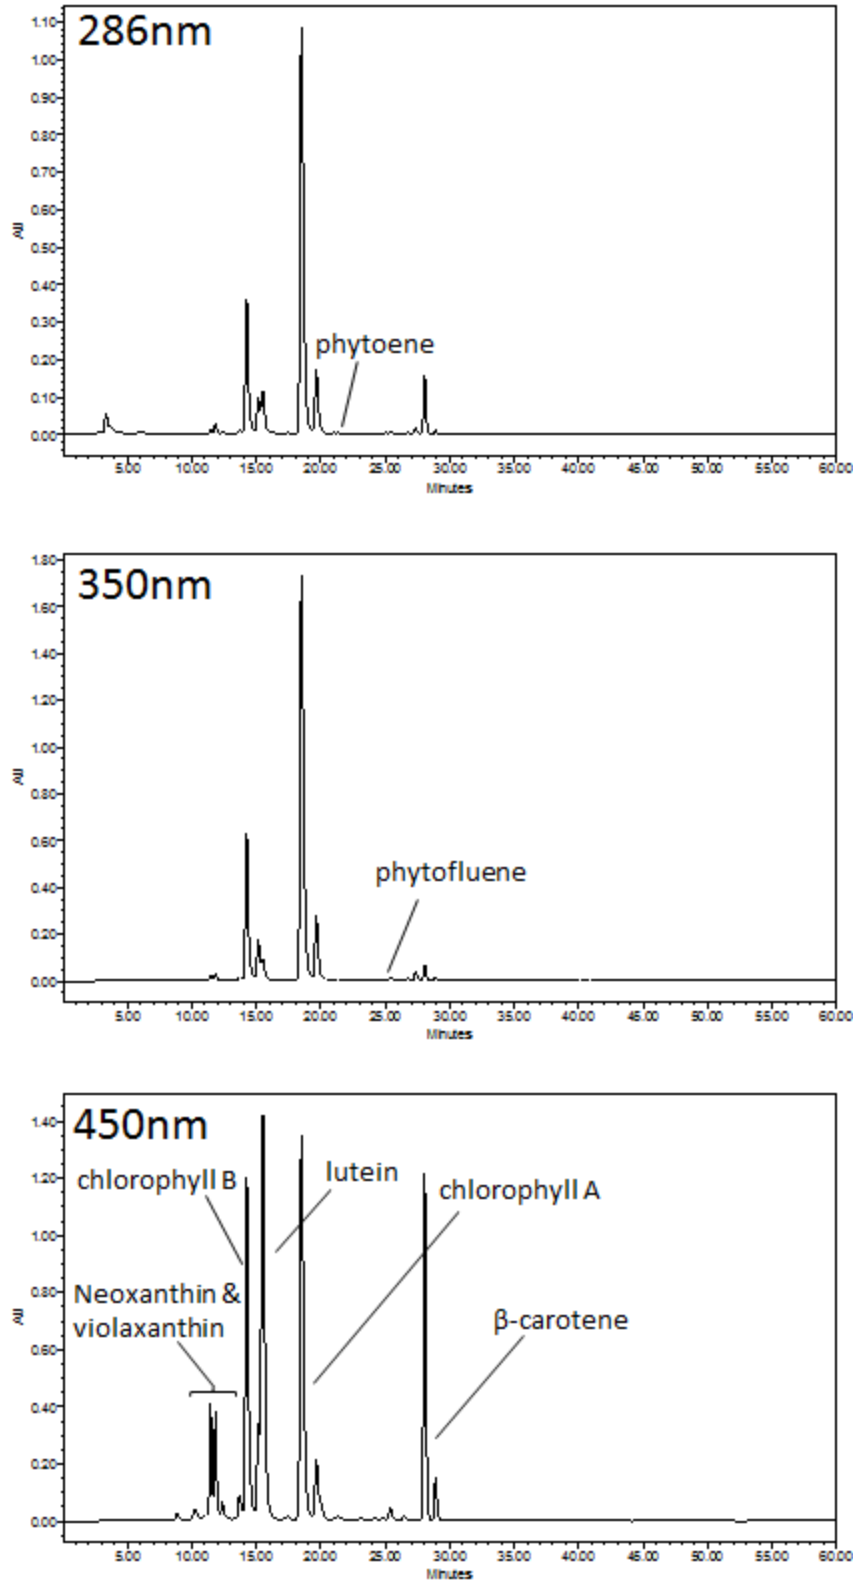 286nm
1.10
1.00
0.90
0.80
0.70
0.60
0.50
0.40
0.30
0.20
0.10
0.00
AU
phytoene
5.00 10.00 15.00 20.00 25.00 30.00 35.00 40.00 45.00 50.00 55.00 60.00
Minutes
350nm
1.80
1.60
1.40
1.20
1.00
0.80
0.60
0.40
0.20
0.00
AU
phytofluene
5.00 10.00 15.00 20.00 25.00 30.00 35.00 40.00 45.00 50.00 55.00 60.00
Minutes
450nm
1.40
1.20
1.00
0.80
0.60
0.40
0.20
0.00
AU
chlorophyll B
lutein
chlorophyll A
Neoxanthin &
violaxanthin
β-carotene
5.00 10.00 15.00 20.00 25.00 30.00 35.00 40.00 45.00 50.00 55.00 60.00
Minutes